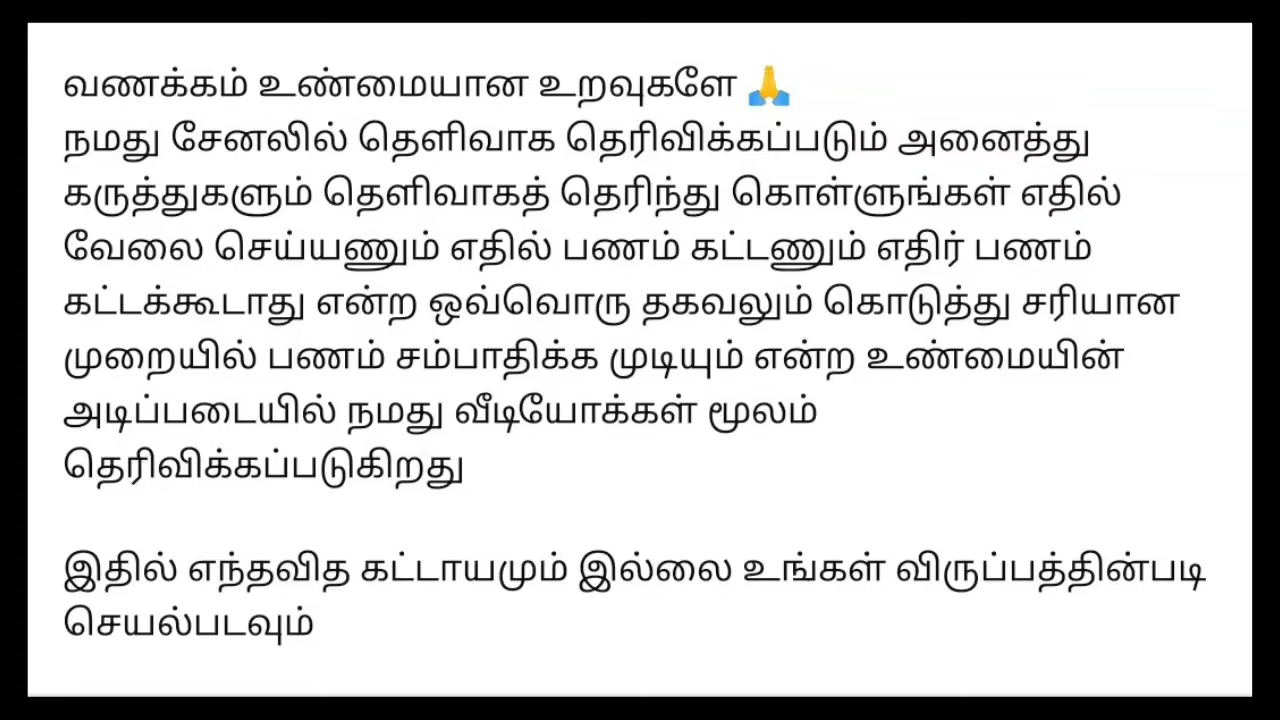 வணக்கம் உண்மையான உறவுகளே 🙏
நமது சேனலில் தெளிவாக தெரிவிக்கப்படும் அனைத்து
கருத்துகளும் தெளிவாகத் தெரிந்து கொள்ளுங்கள் எதில்
வேலை செய்யணும் எதில் பணம் கட்டணும் எதிர் பணம்
கட்டக்கூடாது என்ற ஒவ்வொரு தகவலும் கொடுத்து சரியான
முறையில் பணம் சம்பாதிக்க முடியும் என்ற உண்மையின்
அடிப்படையில் நமது வீடியோக்கள் மூலம்
தெரிவிக்கப்படுகிறது
இதில் எந்தவித கட்டாயமும் இல்லை உங்கள் விருப்பத்தின்படி
செயல்படவும்